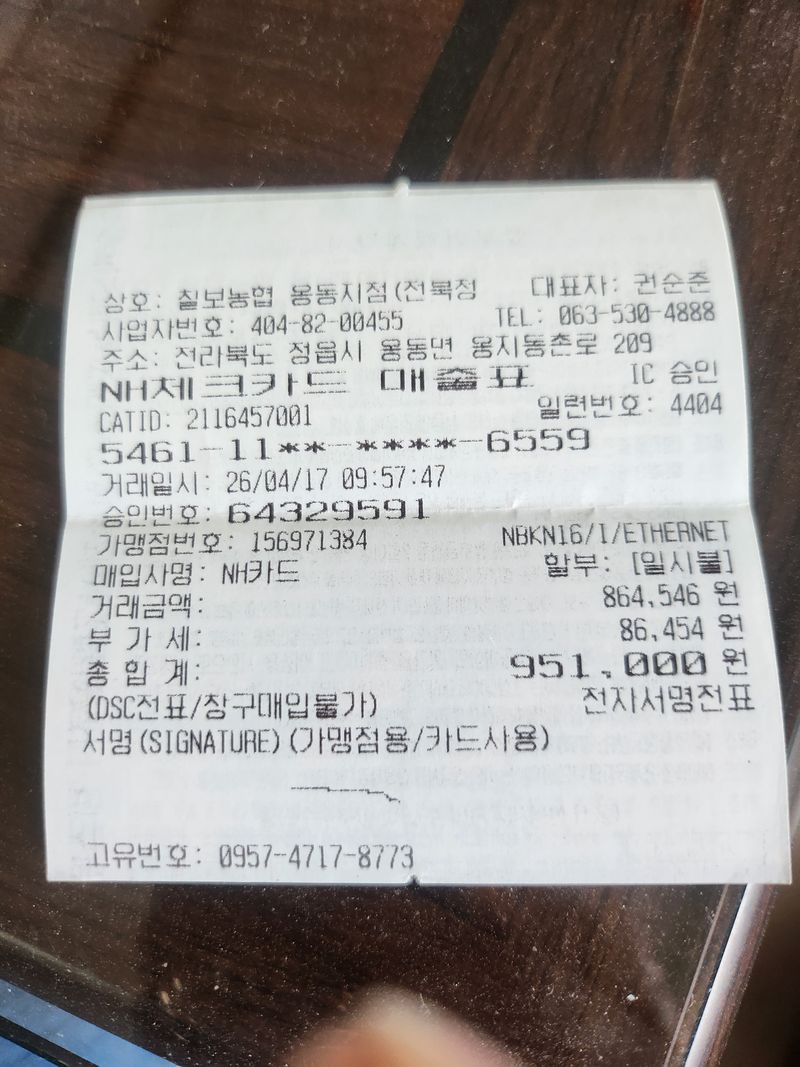 상호: 칠보농협 옹동지점(전북정 대표자: 권순준
사업자번호: 404-82-00455 TEL: 063-530-4888
주소: 전라북도 정읍시 옹동면 옹지동촌로 209
NH체크카드 매출표 IC 승인
CATID: 2116457001 일련번호: 4404
5461-11**-****-6559
거래일시: 26/04/17 09:57:47
승인번호: 64329591
가맹점번호: 156971384 NBKN16/I/ETHERNET
매입사명: NH카드 할부: [일시불]
거래금액: 864,546 원
부 가 세: 86,454 원
총 합 계: 951,000 원
(DSC전표/창구매입불가) 전자서명전표
서명(SIGNATURE)(가맹점용/카드사용)
고유번호: 0957-4717-8773